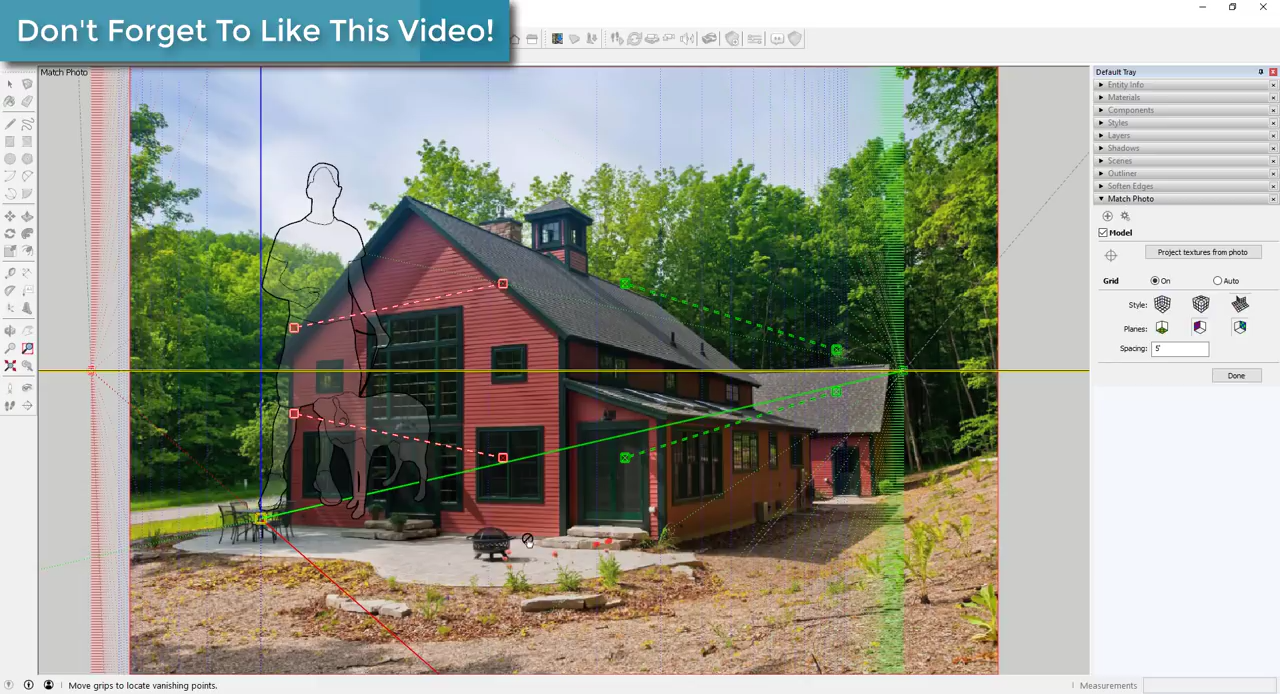 Don't Forget To Like This Video!
Match Photo
Default Tray
Entity Info
Materials
Components
Styles
Layers
Shadows
Scenes
Outliner
Soften Edges
Match Photo
Model
Project textures from photo
Grid
On
Auto
Style:
Planes:
Spacing:
5'
Done
Move grips to locate vanishing points.
Measurements